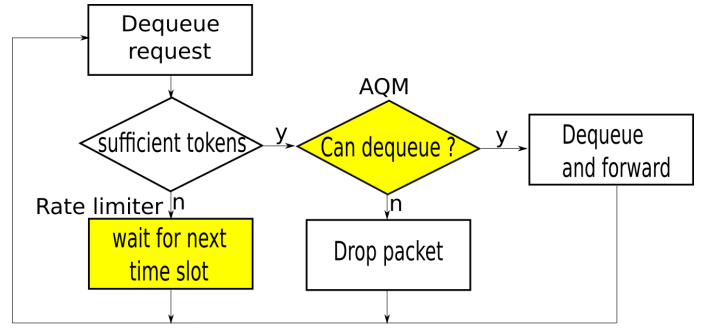 Dequeue
request
AQM
sufficient tokens
y
Can dequeue ?
y
Dequeue
and forward
Rate limiter
n
n
wait for next
time slot
Drop packet